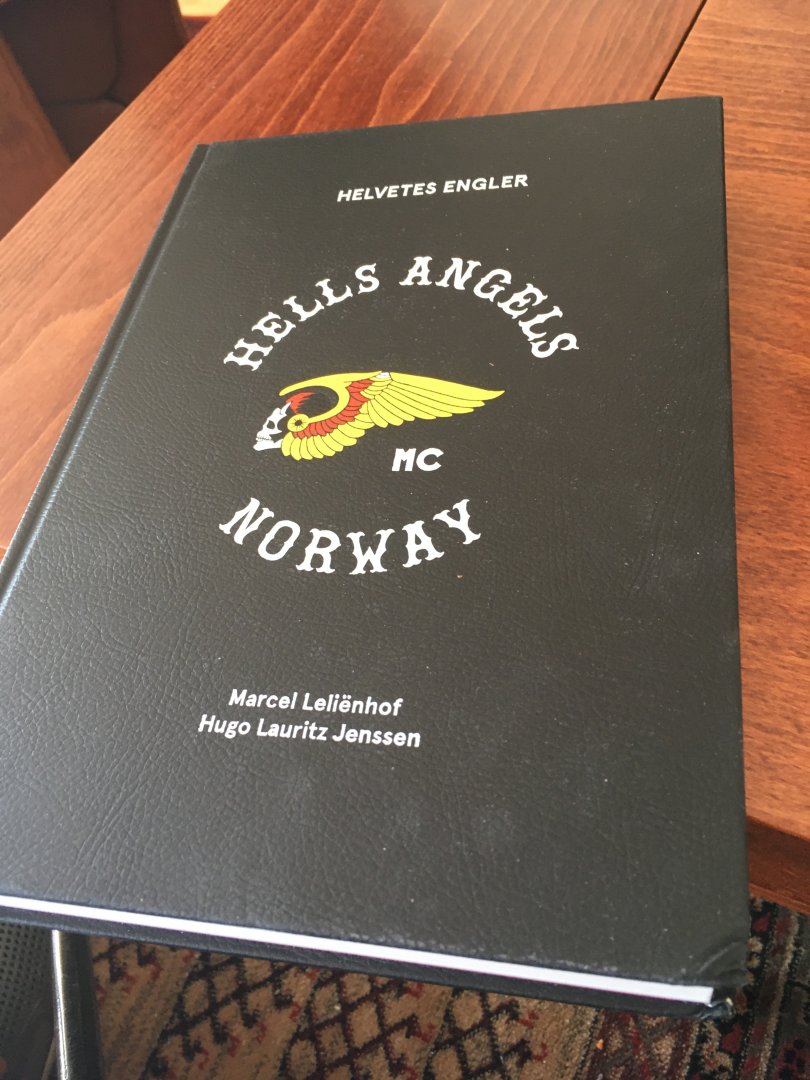 HELVETES ENGLER
HELLS ANGELS
MC
NORWAY
Marcel Leliënhof
Hugo Lauritz Jenssen